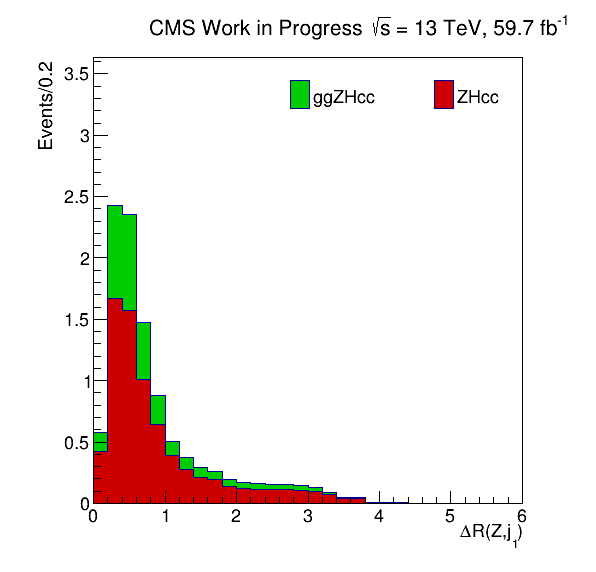 CMS Work in Progress √s = 13 TeV, 59.7 fb⁻¹
Events/0.2
ggZHcc
ZHcc
3.5
3
2.5
2
1.5
1
0.5
0
0 1 2 3 4 5 6
ΔR(Z,j₁)